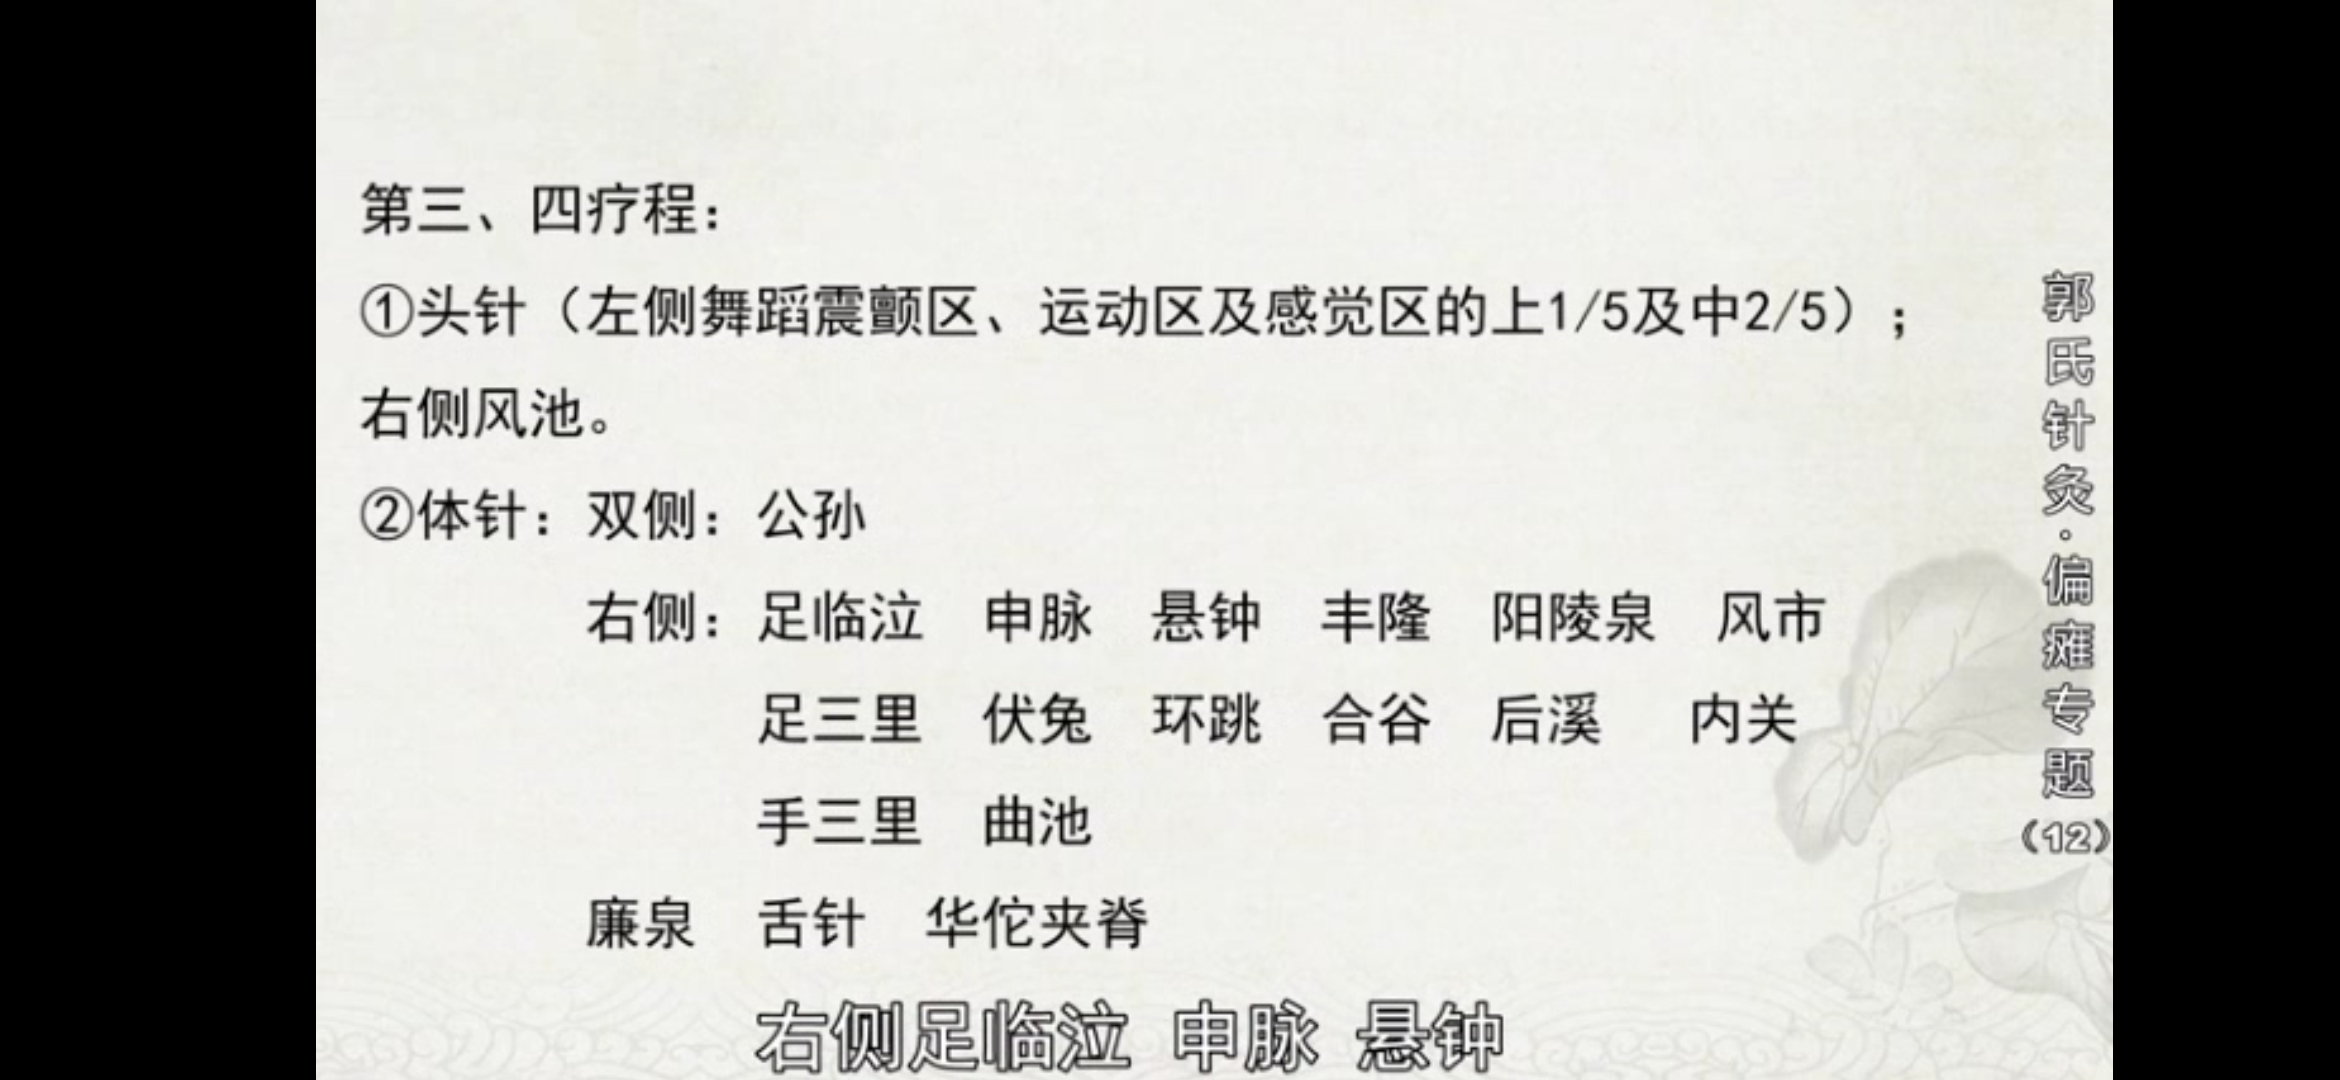 第三、四疗程：
①头针（左侧舞蹈震颤区、运动区及感觉区的上1/5及中2/5）；
右侧风池。
②体针：双侧：公孙
右侧：足临泣 申脉 悬钟 丰隆 阳陵泉 风市
足三里 伏兔 环跳 合谷 后溪 内关
手三里 曲池
廉泉 舌针 华佗夹脊
右侧足临泣 申脉 悬钟
郭氏针灸·偏瘫专题（12）